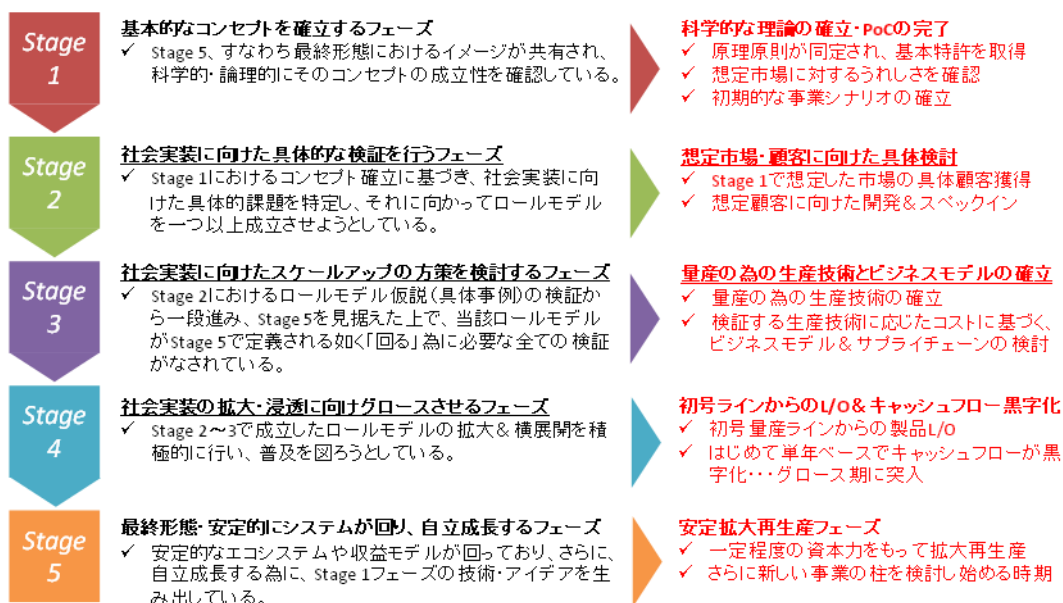 Stage
1
基本的なコンセプトを確立するフェーズ
✓ Stage 5、すなわち最終形態におけるイメージが共有され、
科学的・論理的にそのコンセプトの成立性を確認している。
科学的な理論の確立・PoCの完了
✓ 原理原則が同定され、基本特許を取得
✓ 想定市場に対するうれしさを確認
✓ 初期的な事業シナリオの確立
Stage
2
社会実装に向けた具体的な検証を行うフェーズ
✓ Stage 1におけるコンセプト確立に基づき、社会実装に向
けた具体的課題を特定し、それに向かってロールモデル
を一つ以上成立させようとしている。
想定市場・顧客に向けた具体検討
✓ Stage 1で想定した市場の具体顧客獲得
✓ 想定顧客に向けた開発＆スペックイン
Stage
3
社会実装に向けたスケールアップの方策を検討するフェーズ
✓ Stage 2におけるロールモデル仮説（具体事例）の検証か
ら一段進み、Stage 5を見据えた上で、当該ロールモデル
がStage 5で定義される如く「回る」為に必要な全ての検証
がなされている。
量産の為の生産技術とビジネスモデルの確立
✓ 量産の為の生産技術の確立
✓ 検証する生産技術に応じたコストに基づく、
ビジネスモデル＆サプライチェーンの検討
Stage
4
社会実装の拡大・浸透に向けグロースさせるフェーズ
✓ Stage 2～3で成立したロールモデルの拡大＆横展開を積
極的に行い、普及を図ろうとしている。
初号ラインからのL/O＆キャッシュフロー黒字化
✓ 初号量産ラインからの製品L/O
✓ はじめて単年ベースでキャッシュフローが黒
字化・・・グロース期に突入
Stage
5
最終形態・安定的にシステムが回り、自立成長するフェーズ
✓ 安定的なエコシステムや収益モデルが回っており、さらに、
自立成長する為に、Stage 1フェーズの技術・アイデアを生
み出している。
安定拡大再生産フェーズ
✓ 一定程度の資本力をもって拡大再生産
✓ さらに新しい事業の柱を検討し始める時期